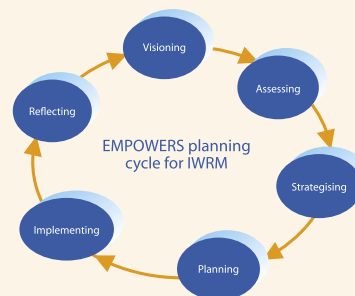 Visioning
Assessing
Reflecting
EMPOWERS planning
cycle for IWRM
Strategising
Implementing
Planning